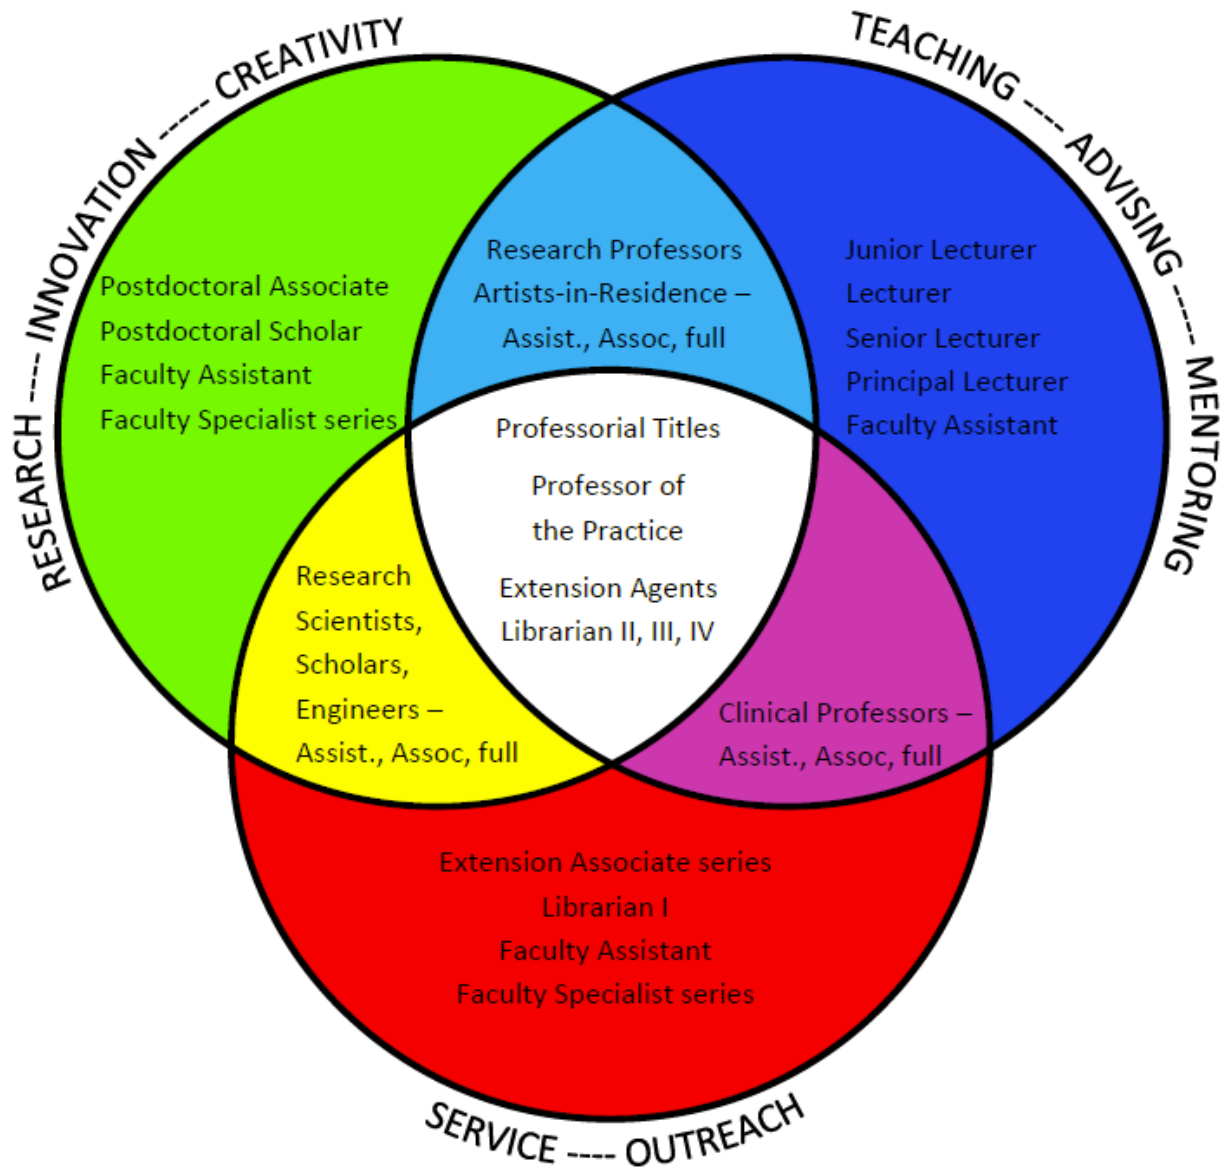 RESEARCH ---- INNOVATION ----- CREATIVITY
TEACHING ---- ADVISING ------ MENTORING
Postdoctoral Associate
Postdoctoral Scholar
Faculty Assistant
Faculty Specialist series
Research Professors
Artists-in-Residence –
Assist., Assoc, full
Junior Lecturer
Lecturer
Senior Lecturer
Principal Lecturer
Faculty Assistant
Professorial Titles
Professor of
the Practice
Extension Agents
Librarian II, III, IV
Research
Scientists,
Scholars,
Engineers –
Assist., Assoc, full
Clinical Professors –
Assist., Assoc, full
Extension Associate series
Librarian I
Faculty Assistant
Faculty Specialist series
SERVICE ---- OUTREACH